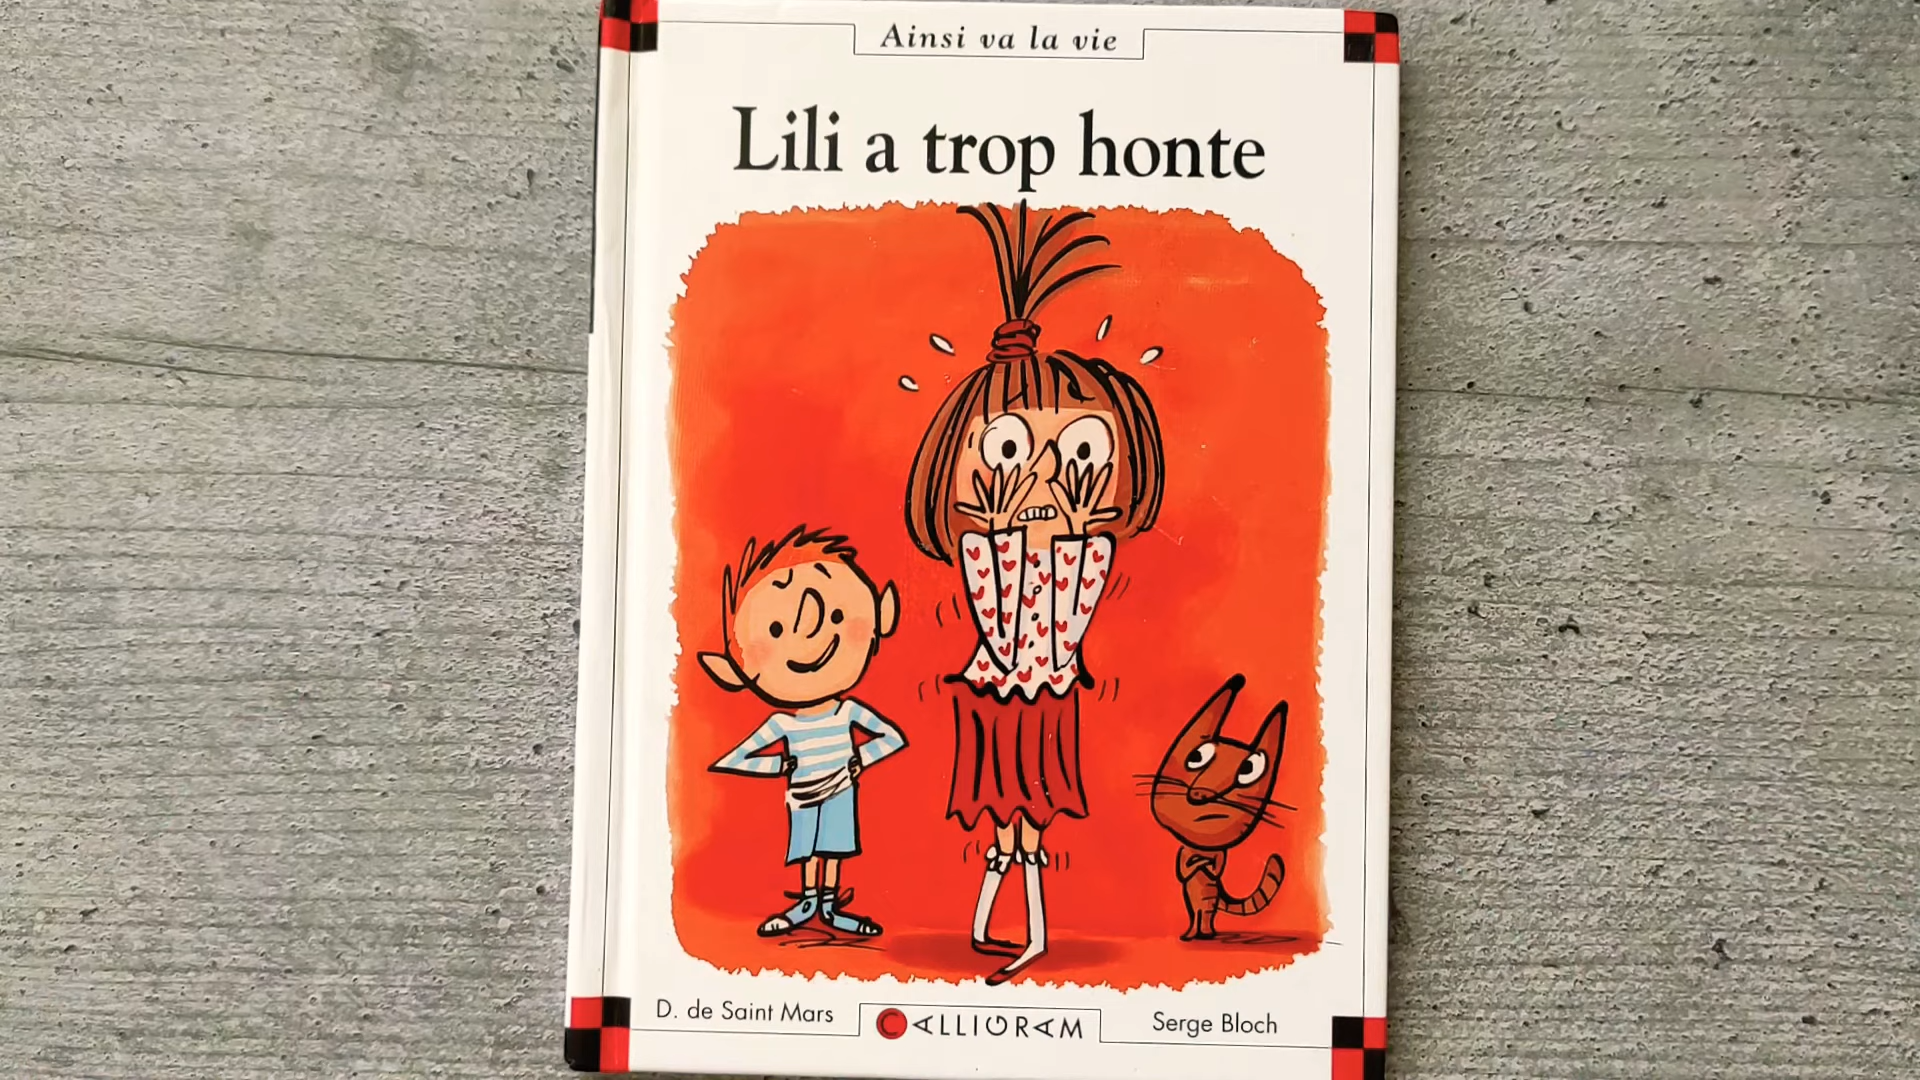 Ainsi va la vie
Lili a trop honte
D. de Saint Mars
CALLIGRAM
Serge Bloch